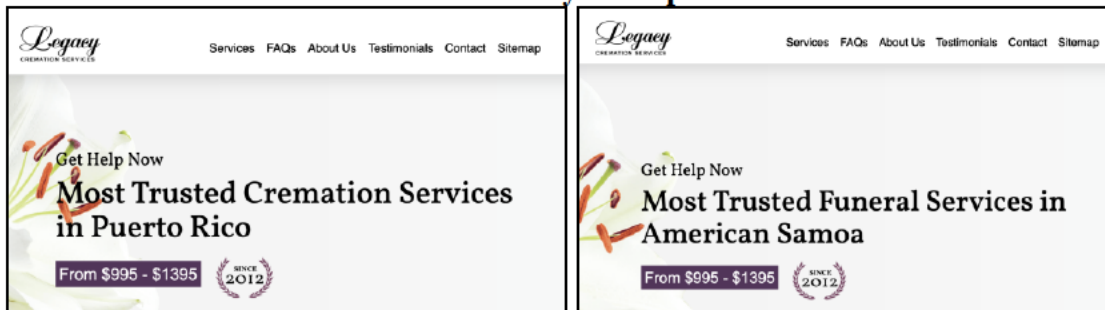 Legacy
CREMATION SERVICES
Services FAQs About Us Testimonials Contact Sitemap
Get Help Now
Most Trusted Cremation Services
in Puerto Rico
From $995 - $1395
SINCE
2012
Legacy
CREMATION SERVICES
Services FAQs About Us Testimonials Contact Sitemap
Get Help Now
Most Trusted Funeral Services in
American Samoa
From $995 - $1395
SINCE
2012